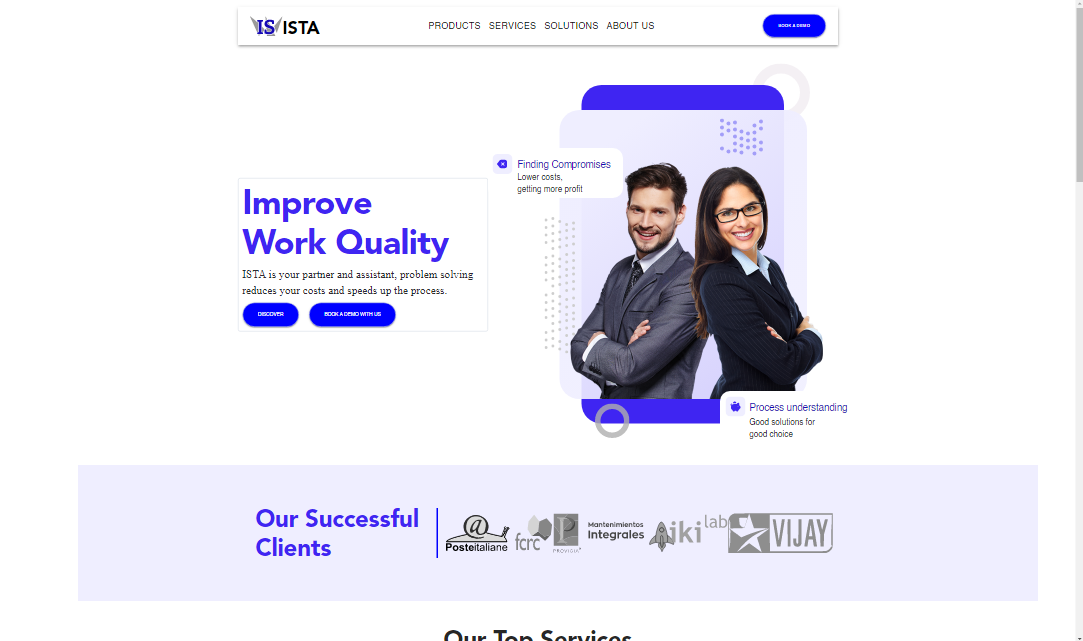 IS ISTA
PRODUCTS SERVICES SOLUTIONS ABOUT US
BOOK A DEMO
Finding Compromises
Lower costs,
getting more profit
Improve
Work Quality
ISTA is your partner and assistant, problem solving
reduces your costs and speeds up the process.
DISCOVER
BOOK A DEMO WITH US
Process understanding
Good solutions for
good choice
Our Successful
Clients
@
Posteitaliane
fcrc
P
PROVIDIA
Mantenimientos
Integrales
iki lab
VIJAY
Our Top Services